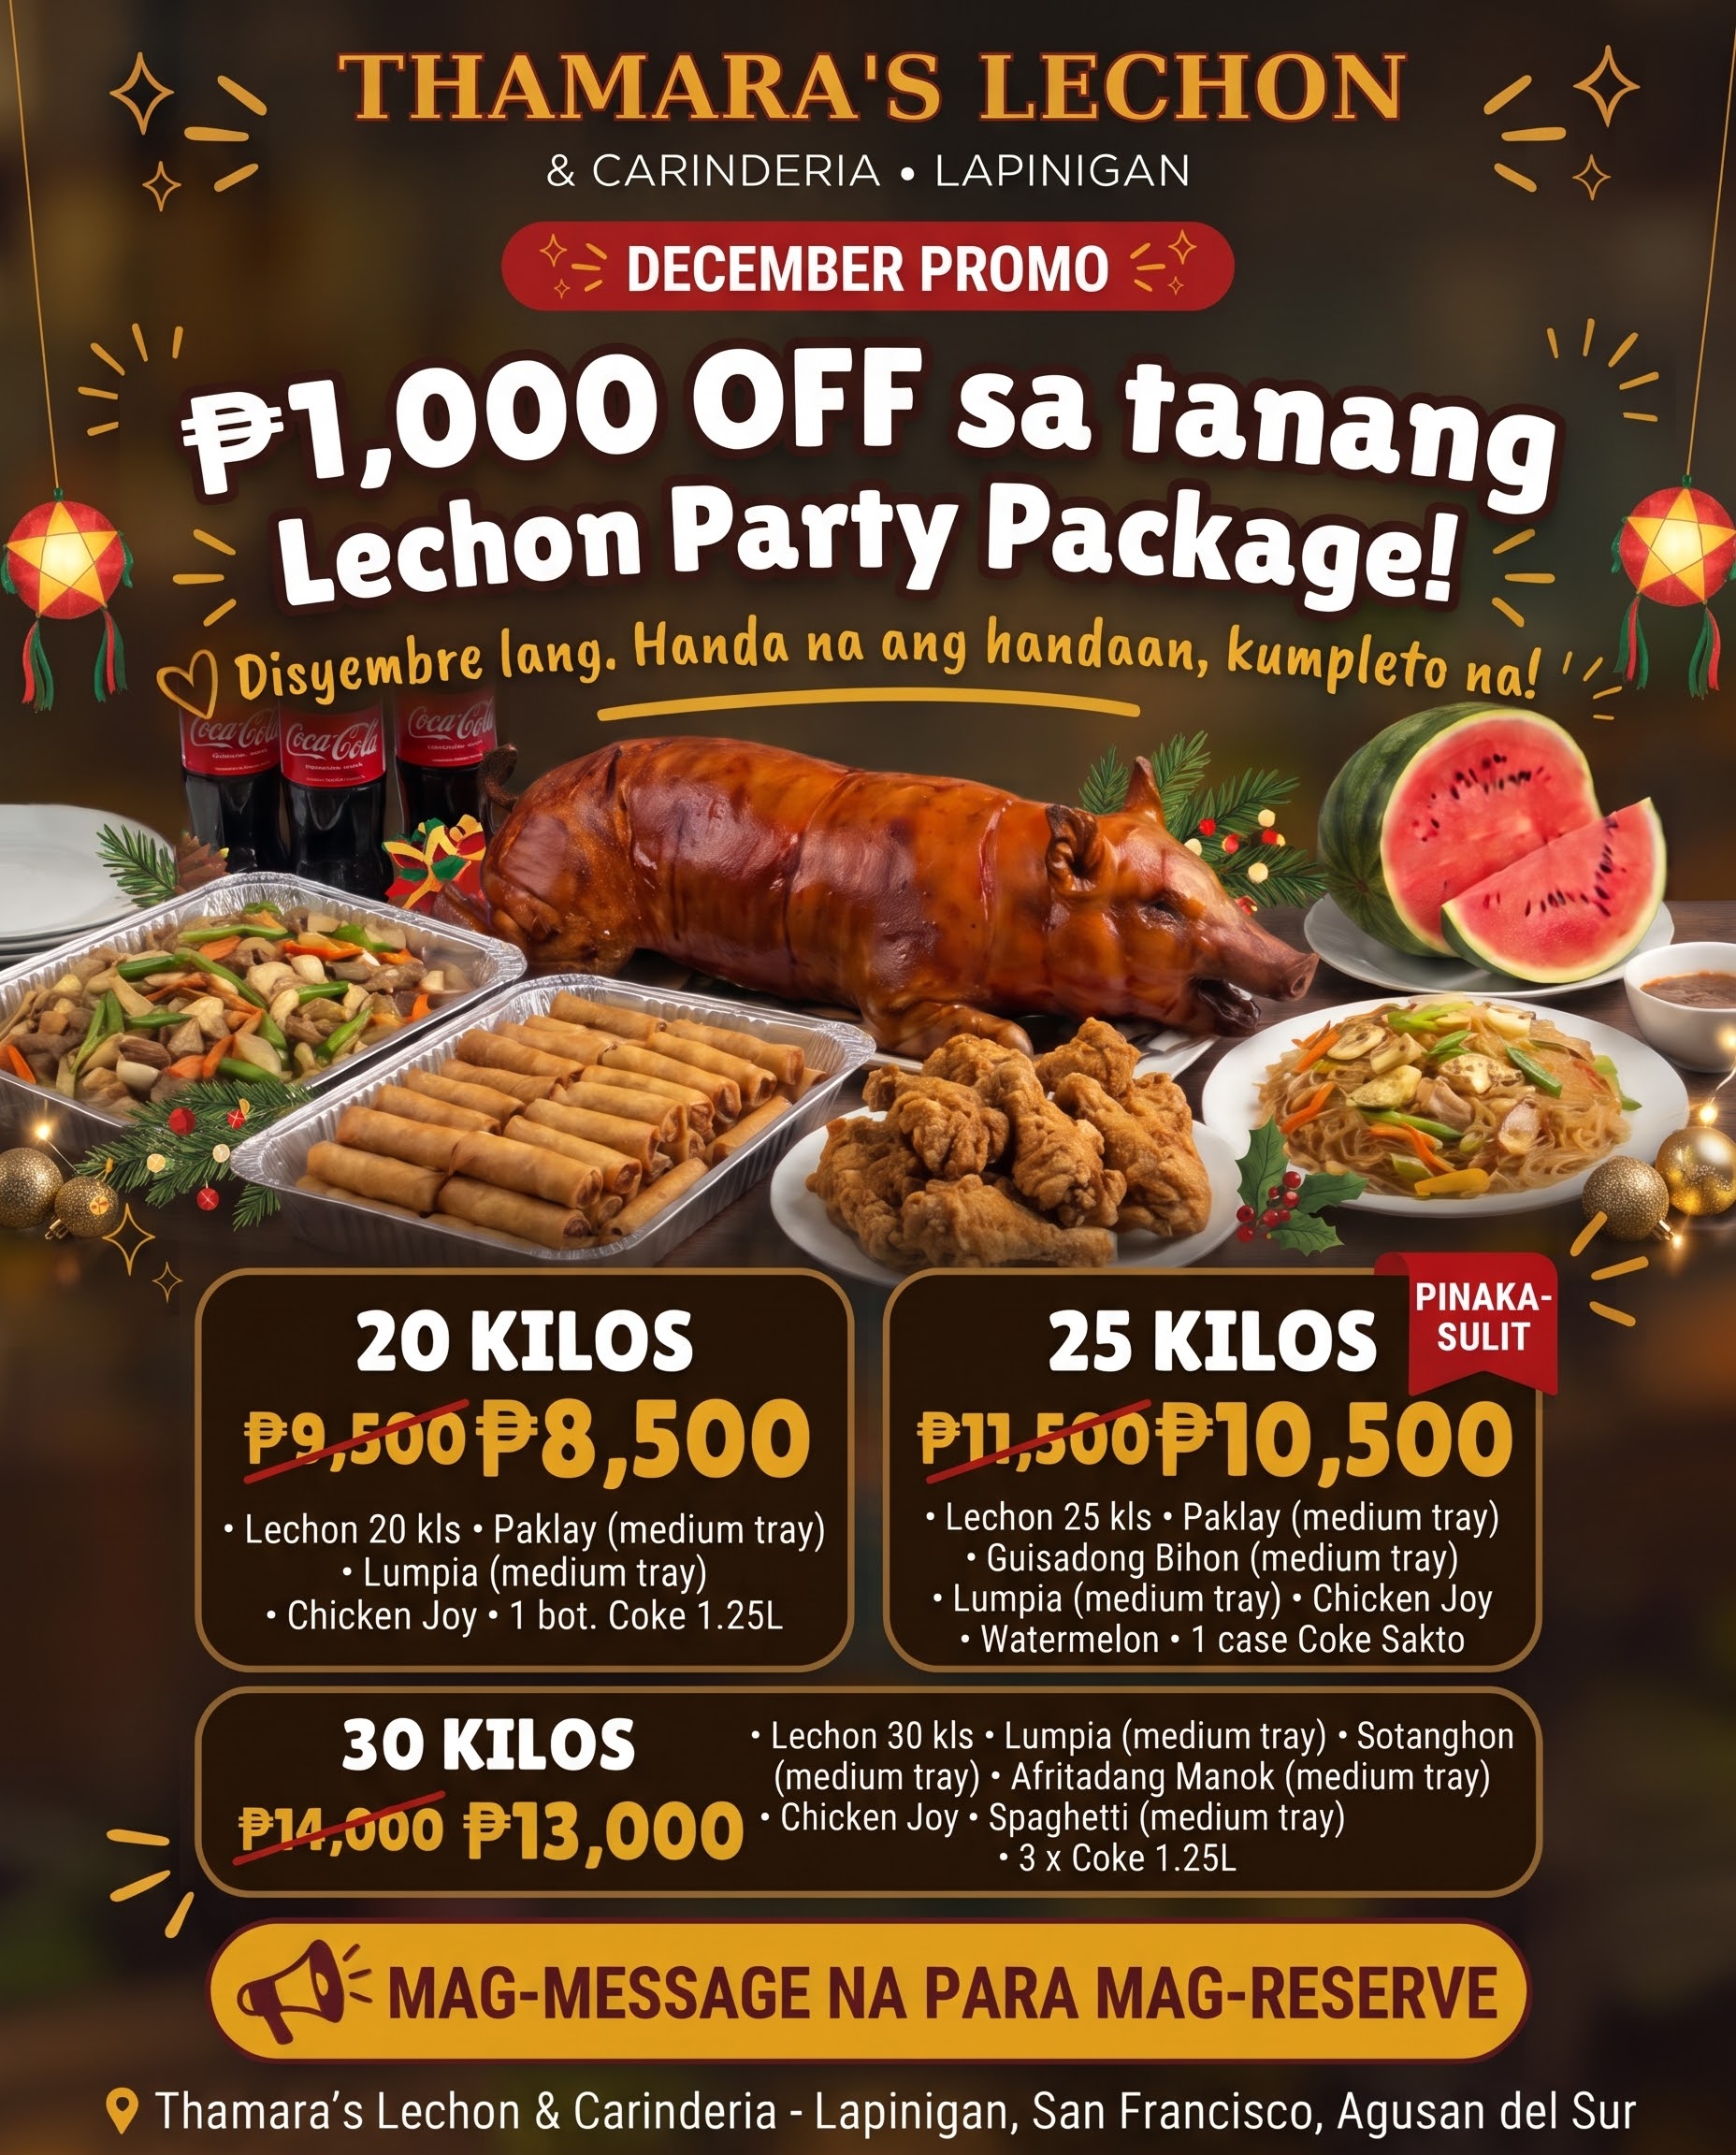 THAMARA'S LECHON
& CARINDERIA • LAPINIGAN
DECEMBER PROMO
₱1,000 OFF sa tanang
Lechon Party Package!
Disyembre lang. Handa na ang handaan, kumpleto na!
Coca-Cola Coca-Cola Coca-Cola
20 KILOS
₱9,500 ₱8,500
• Lechon 20 kls • Paklay (medium tray)
• Lumpia (medium tray)
• Chicken Joy • 1 bot. Coke 1.25L
25 KILOS
PINAKA-
SULIT
₱11,500 ₱10,500
• Lechon 25 kls • Paklay (medium tray)
• Guisadong Bihon (medium tray)
• Lumpia (medium tray) • Chicken Joy
• Watermelon • 1 case Coke Sakto
30 KILOS
₱14,000 ₱13,000
• Lechon 30 kls • Lumpia (medium tray) • Sotanghon
(medium tray) • Afritadang Manok (medium tray)
• Chicken Joy • Spaghetti (medium tray)
• 3 x Coke 1.25L
MAG-MESSAGE NA PARA MAG-RESERVE
Thamara's Lechon & Carinderia - Lapinigan, San Francisco, Agusan del Sur